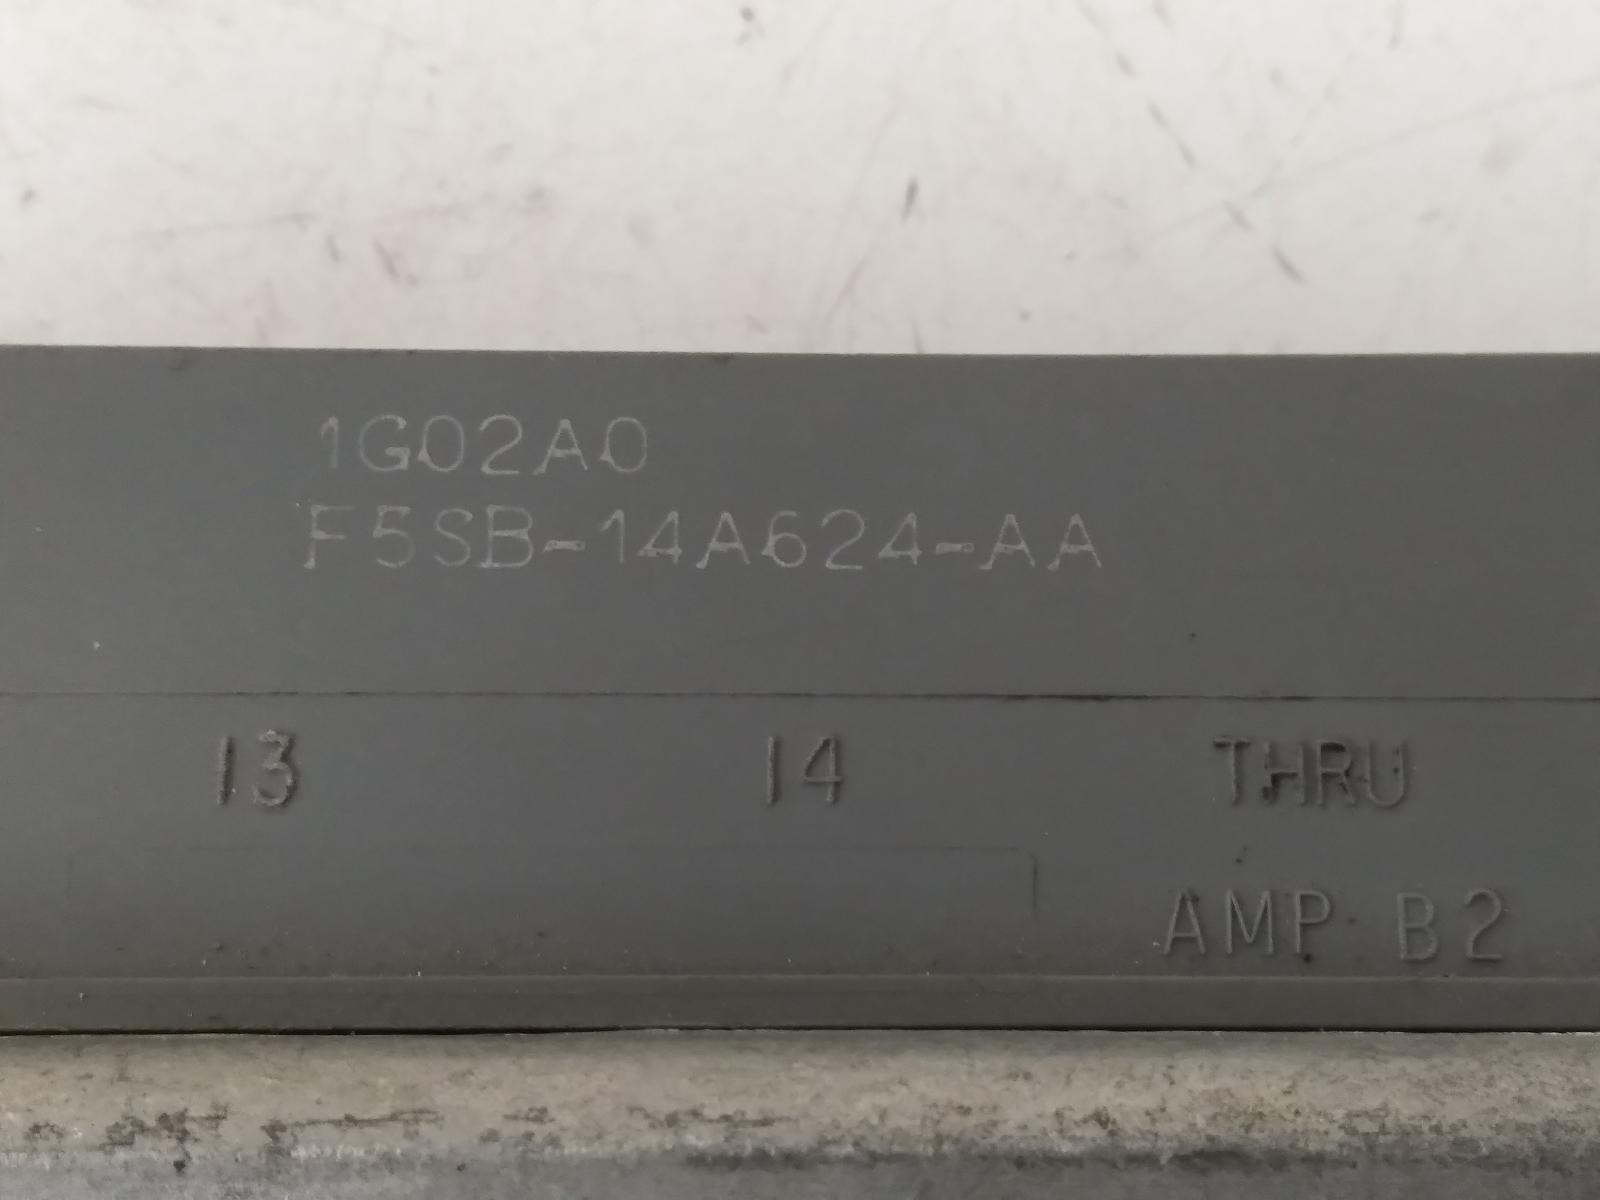 1G02A0
F5SB-14A624-AA
13 14 THRU
AMP B2